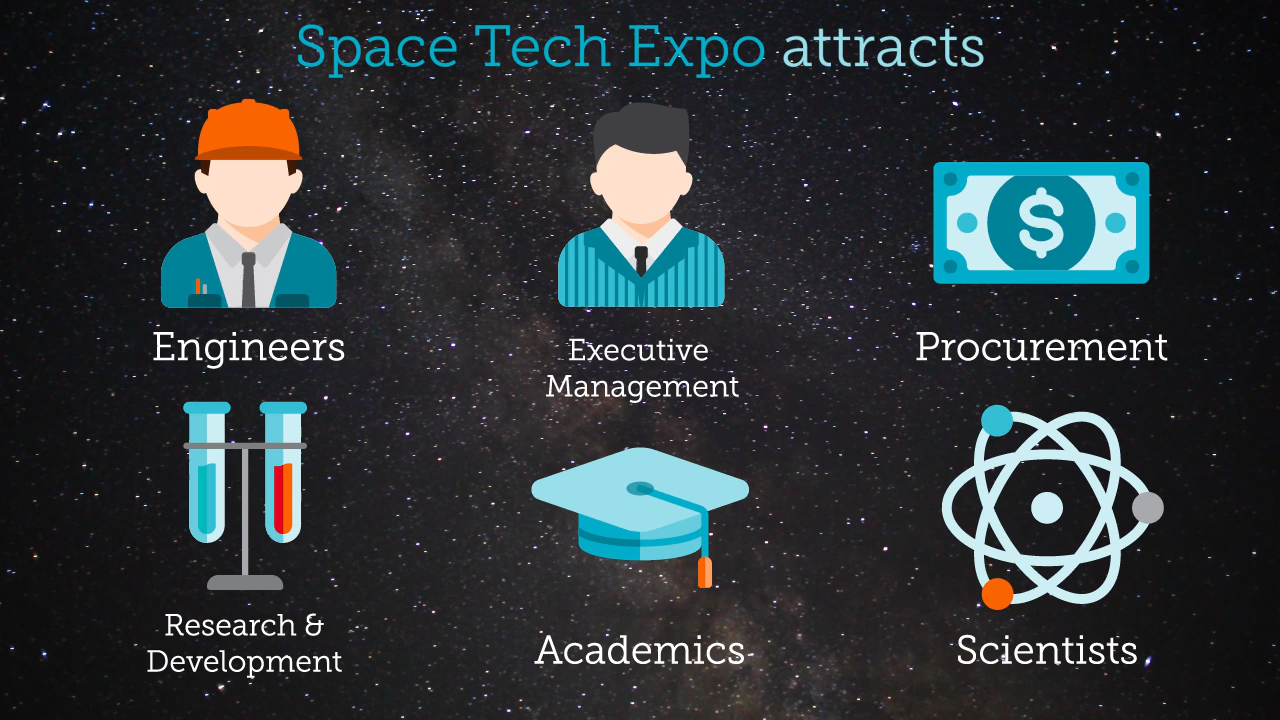 Space Tech Expo attracts
Engineers
Executive
Management
Procurement
Research &
Development
Academics
Scientists